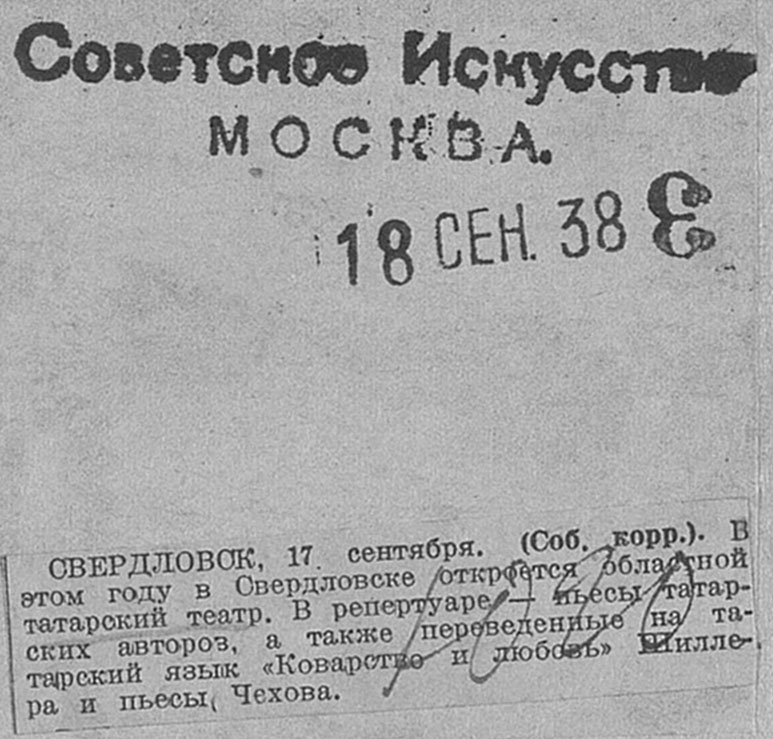 Советское Искусство
МОСКВА.
18 СЕН. 38
СВЕРДЛОВСК, 17 сентября. (Соб. корр.). В
этом году в Свердловске откроется областной
татарский театр. В репертуаре — пьесы татар-
ских авторов, а также переведенные на та-
тарский язык «Коварство и любовь» Шилле-
ра и пьесы Чехова.